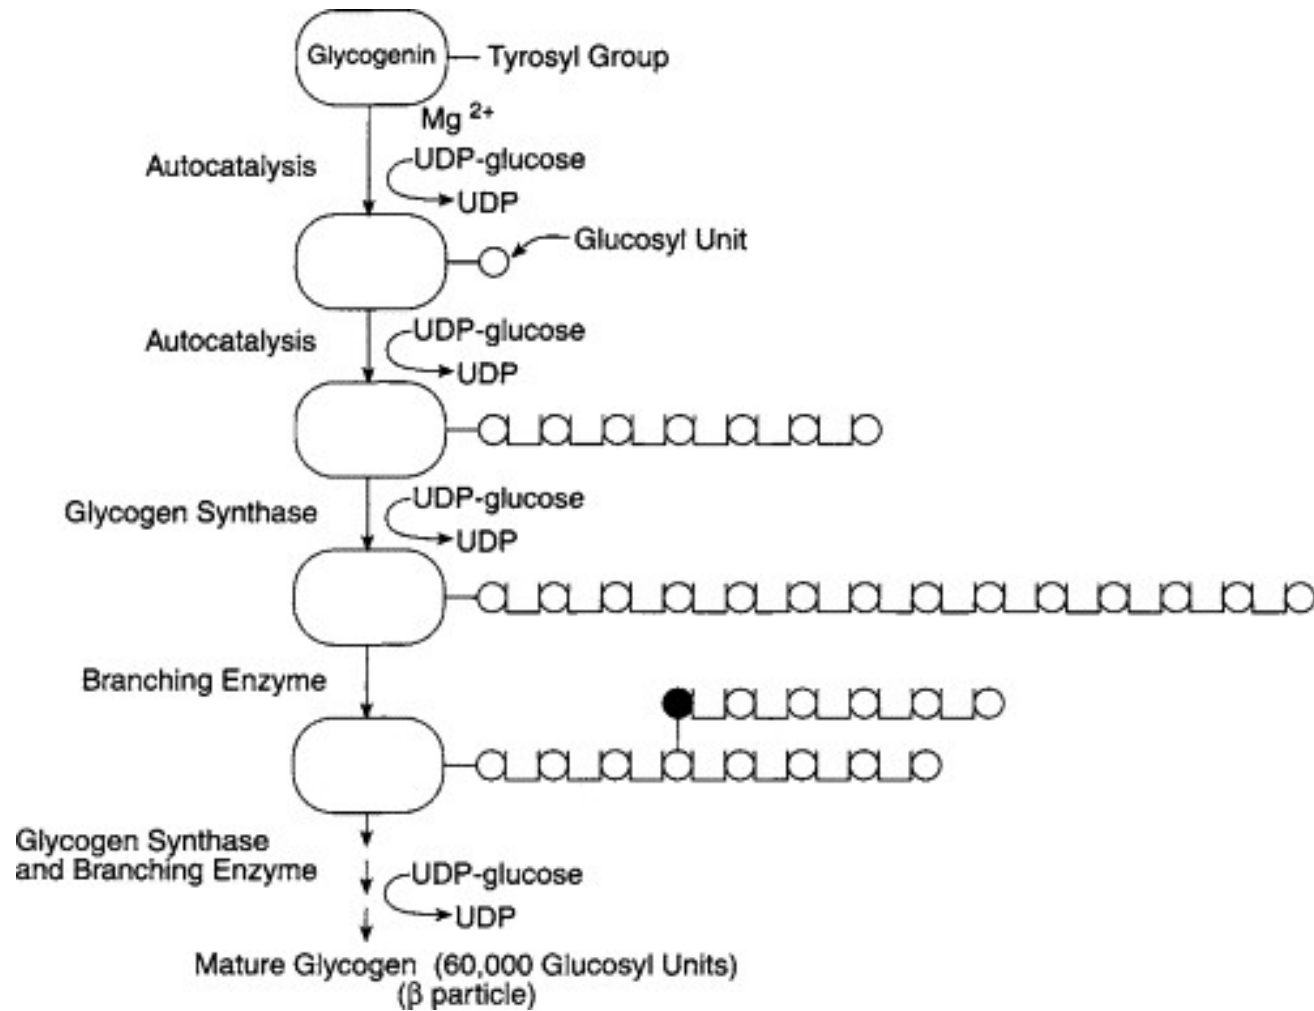 Glycogenin
Tyrosyl Group
Mg 2+
Autocatalysis
UDP-glucose
UDP
Glucosyl Unit
Autocatalysis
UDP-glucose
UDP
Glycogen Synthase
UDP-glucose
UDP
Branching Enzyme
Glycogen Synthase
and Branching Enzyme
UDP-glucose
UDP
Mature Glycogen (60,000 Glucosyl Units)
(β particle)